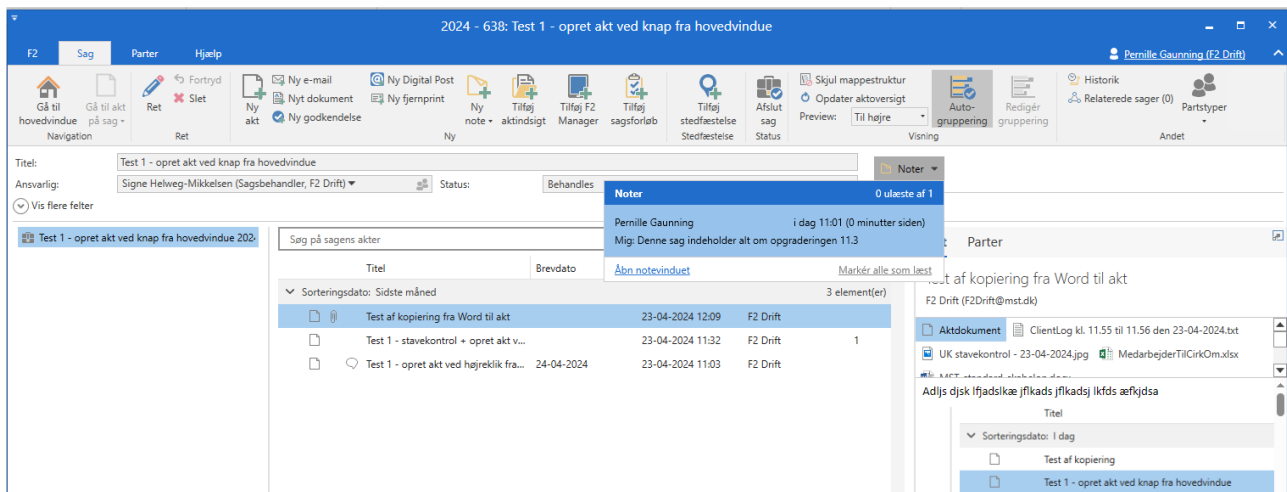 2024 - 638: Test 1 - opret akt ved knap fra hovedvindue
F2 Sag Parter Hjælp Pernille Gaunning (F2 Drift)
Gå til hovedvindue
Gå til akt på sag
Navigation
Ret
Fortryd
Slet
Ret
Ny akt
Ny e-mail
Nyt dokument
Ny godkendelse
Ny Digital Post
Ny fjernprint
Ny note
Tilføj aktindsigt
Tilføj F2 Manager
Tilføj sagsforløb
Ny
Tilføj stedfæstelse
Stedfæstelse
Afslut sag
Status
Skjul mappestruktur
Opdater aktoversigt
Preview: Til højre
Auto-gruppering
Redigér gruppering
Visning
Historik
Relaterede sager (0)
Partstyper
Andet
Titel: Test 1 - opret akt ved knap fra hovedvindue
Noter
Ansvarlig: Signe Helweg-Mikkelsen (Sagsbehandler, F2 Drift) Status: Behandles
Vis flere felter
Noter 0 ulæste af 1
Pernille Gaunning i dag 11:01 (0 minutter siden)
Mig: Denne sag indeholder alt om opgraderingen 11.3
Åbn notevinduet Markér alle som læst
Test 1 - opret akt ved knap fra hovedvindue 202
Søg på sagens akter
Titel Brevdato
Sorteringsdato: Sidste måned 3 element(er)
Test af kopiering fra Word til akt 23-04-2024 12:09 F2 Drift
Test 1 - stavekontrol + opret akt v... 23-04-2024 11:32 F2 Drift 1
Test 1 - opret akt ved højreklik fra... 24-04-2024 23-04-2024 11:03 F2 Drift
Parter
Test af kopiering fra Word til akt
F2 Drift (F2Drift@mst.dk)
Aktdokument ClientLog kl. 11.55 til 11.56 den 23-04-2024.txt
UK stavekontrol - 23-04-2024.jpg MedarbejderTilCirkOm.xlsx
Adljs djsk lfjadslkæ jflkads jflkadsj lkfds æfkjdsa
Titel
Sorteringsdato: I dag
Test af kopiering
Test 1 - opret akt ved knap fra hovedvindue